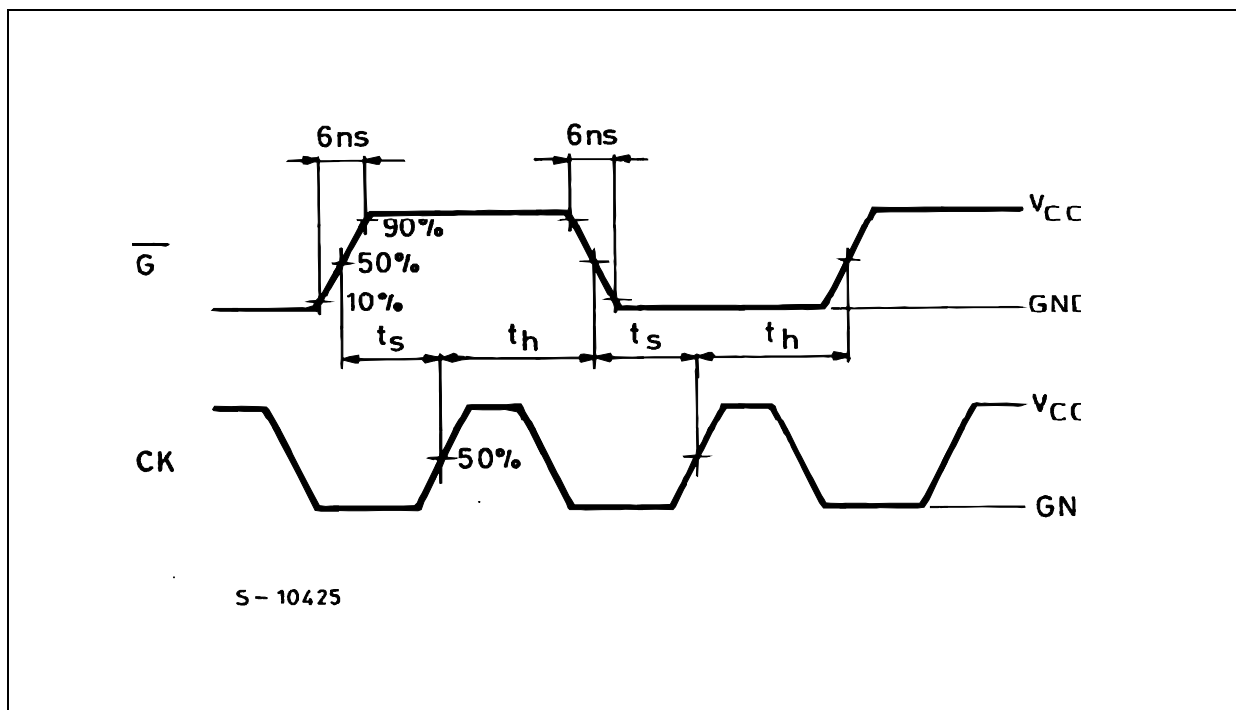 6ns 6ns
VCC
90%
G
50%
10%
GND
ts th ts th
VCC
CK
50%
GN
S-10425